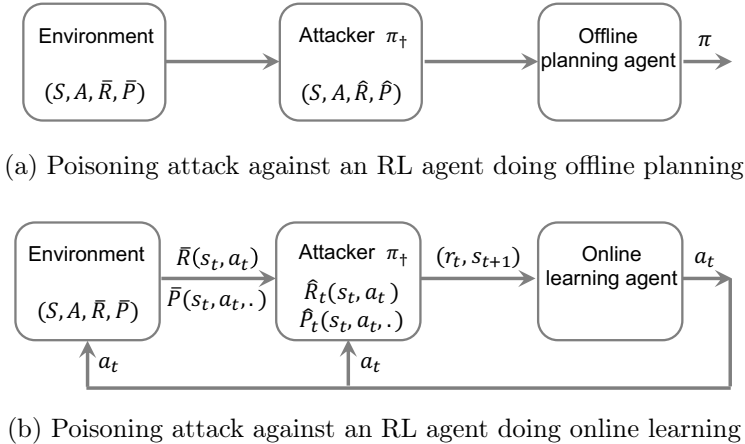 Environment
(S, A, R̄, P̄)
Attacker π†
(S, A, R̂, P̂)
Offline
planning agent
π
(a) Poisoning attack against an RL agent doing offline planning
Environment
(S, A, R̄, P̄)
R̄(s_t, a_t)
P̄(s_t, a_t, .)
Attacker π†
R̂_t(s_t, a_t)
P̂_t(s_t, a_t, .)
(r_t, s_{t+1})
Online
learning agent
a_t
a_t
a_t
(b) Poisoning attack against an RL agent doing online learning